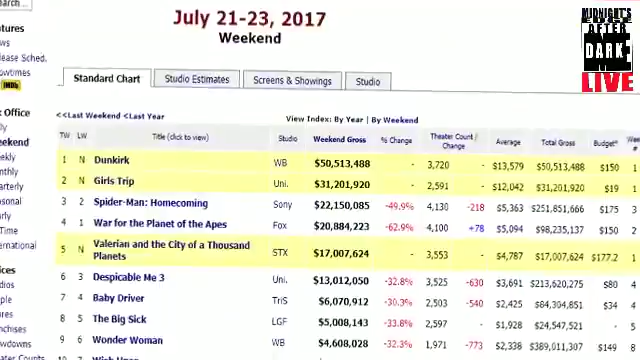 July 21-23, 2017
Weekend
MIDNIGHT'S
EDGE
AFTER
DARK
LIVE
IMDb
Standard Chart
Studio Estimates
Screens & Showings
Studio
<<Last Weekend <Last Year
View Index: By Year | By Weekend
TW LW Title (click to view) Studio Weekend Gross % Change Theater Count / Change Average Total Gross Budget* Week #
1 N Dunkirk WB $50,513,488 - 3,720 - $13,579 $50,513,488 $150 1
2 N Girls Trip Uni. $31,201,920 - 2,591 - $12,042 $31,201,920 $19 1
3 2 Spider-Man: Homecoming Sony $22,150,085 -49.9% 4,130 -218 $5,363 $251,851,666 $175 3
4 1 War for the Planet of the Apes Fox $20,884,223 -62.9% 4,100 +78 $5,094 $98,235,137 $150 2
5 N Valerian and the City of a Thousand Planets STX $17,007,624 - 3,553 - $4,787 $17,007,624 $177.2 1
6 3 Despicable Me 3 Uni. $13,012,050 -32.8% 3,525 -630 $3,691 $213,620,275 $80 4
7 4 Baby Driver TriS $6,070,912 -30.3% 2,503 -540 $2,425 $84,304,851 $34 4
8 5 The Big Sick LGF $5,008,143 -33.8% 2,597 - $1,928 $24,547,521 - 5
9 6 Wonder Woman WB $4,608,028 -32.3% 1,971 -773 $2,338 $389,011,307 $149 8